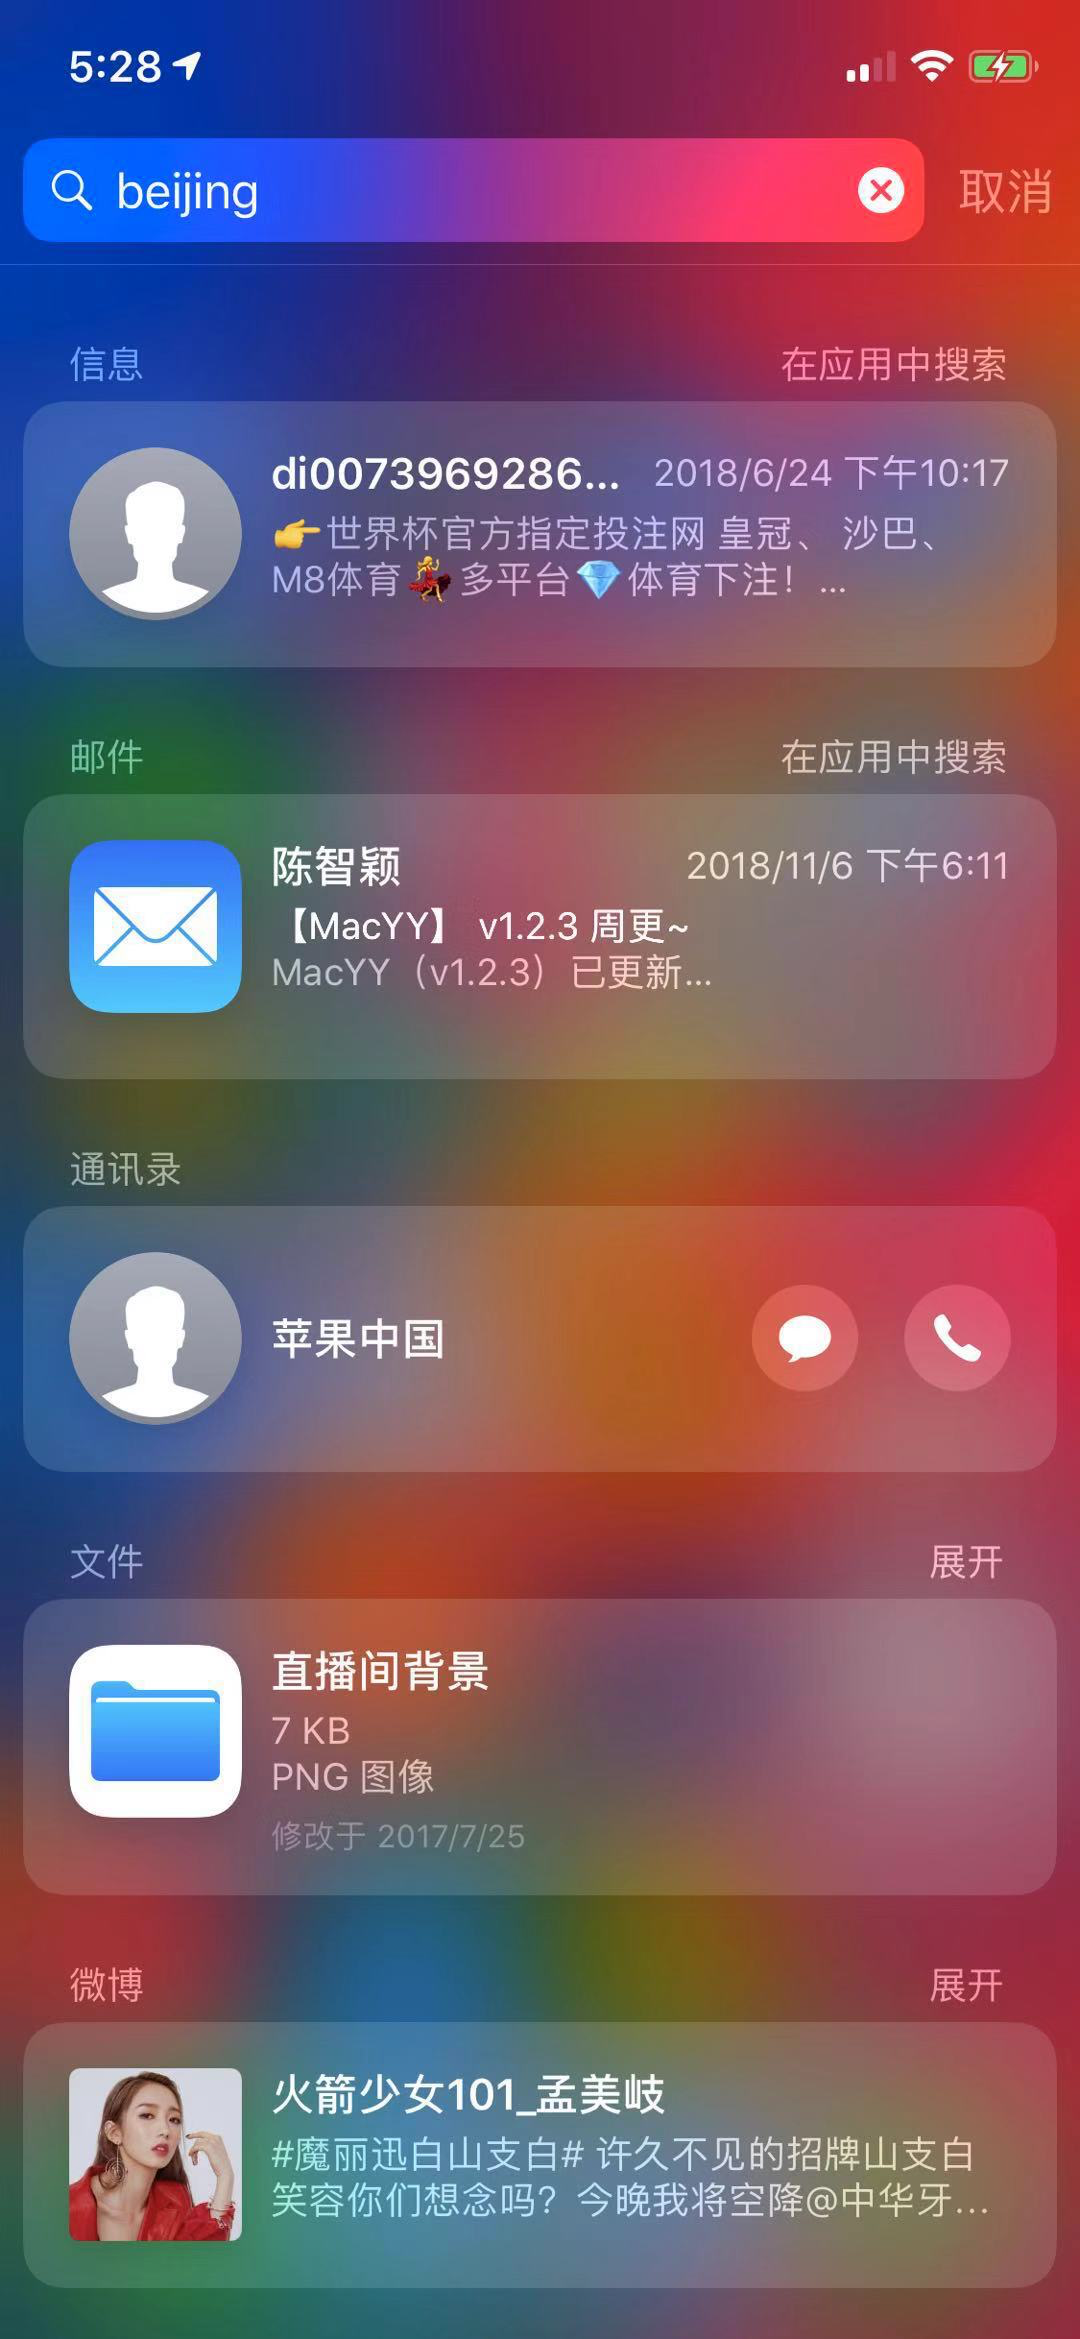 5:28
beijing
取消
信息
在应用中搜索
di0073969286...
2018/6/24 下午10:17
👉世界杯官方指定投注网 皇冠、 沙巴、
M8体育💃多平台💎体育下注！...
邮件
在应用中搜索
陈智颖
2018/11/6 下午6:11
【MacYY】 v1.2.3 周更~
MacYY（v1.2.3）已更新...
通讯录
苹果中国
文件
展开
直播间背景
7 KB
PNG 图像
修改于 2017/7/25
微博
展开
火箭少女101_孟美岐
#魔丽迅白山支白# 许久不见的招牌山支白
笑容你们想念吗？今晚我将空降@中华牙...